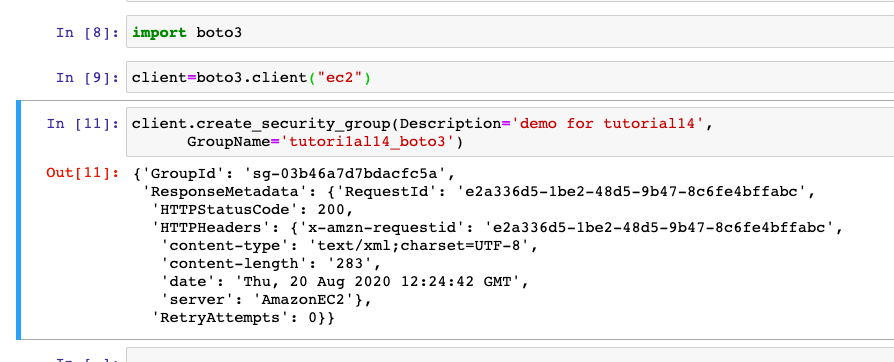 In [8]: import boto3
In [9]: client=boto3.client("ec2")
In [11]: client.create_security_group(Description='demo for tutorial14',
GroupName='tutori1al14_boto3')
Out[11]: {'GroupId': 'sg-03b46a7d7bdacfc5a',
'ResponseMetadata': {'RequestId': 'e2a336d5-1be2-48d5-9b47-8c6fe4bffabc',
'HTTPStatusCode': 200,
'HTTPHeaders': {'x-amzn-requestid': 'e2a336d5-1be2-48d5-9b47-8c6fe4bffabc',
'content-type': 'text/xml;charset=UTF-8',
'content-length': '283',
'date': 'Thu, 20 Aug 2020 12:24:42 GMT',
'server': 'AmazonEC2'},
'RetryAttempts': 0}}